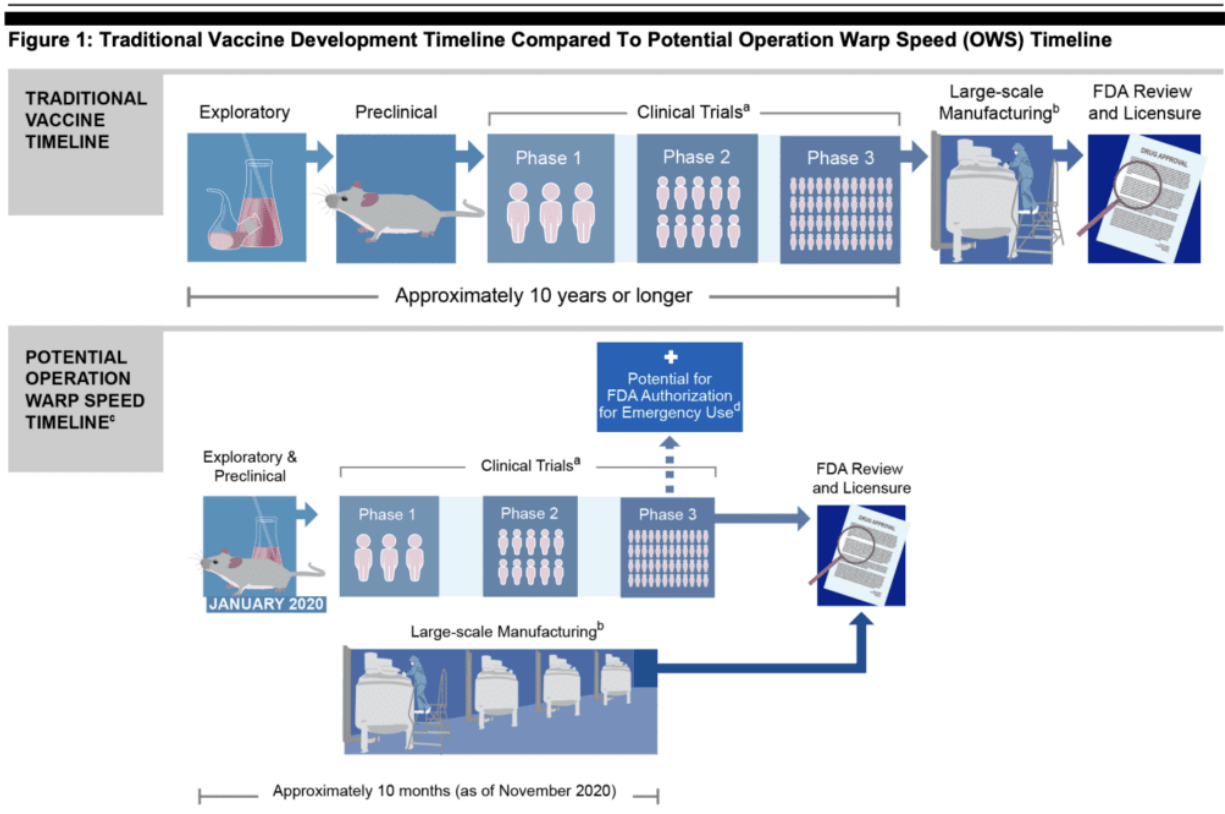 Figure 1: Traditional Vaccine Development Timeline Compared To Potential Operation Warp Speed (OWS) Timeline
TRADITIONAL
VACCINE
TIMELINE
Exploratory
Preclinical
Clinical Trialsᵃ
Large-scale
Manufacturingᵇ
FDA Review
and Licensure
Phase 1
Phase 2
Phase 3
DRUG APPROVAL
Approximately 10 years or longer
POTENTIAL
OPERATION
WARP SPEED
TIMELINEᶜ
Potential for
FDA Authorization
for Emergency Useᵈ
Exploratory &
Preclinical
Clinical Trialsᵃ
FDA Review
and Licensure
Phase 1
Phase 2
Phase 3
DRUG APPROVAL
JANUARY 2020
Large-scale Manufacturingᵇ
Approximately 10 months (as of November 2020)